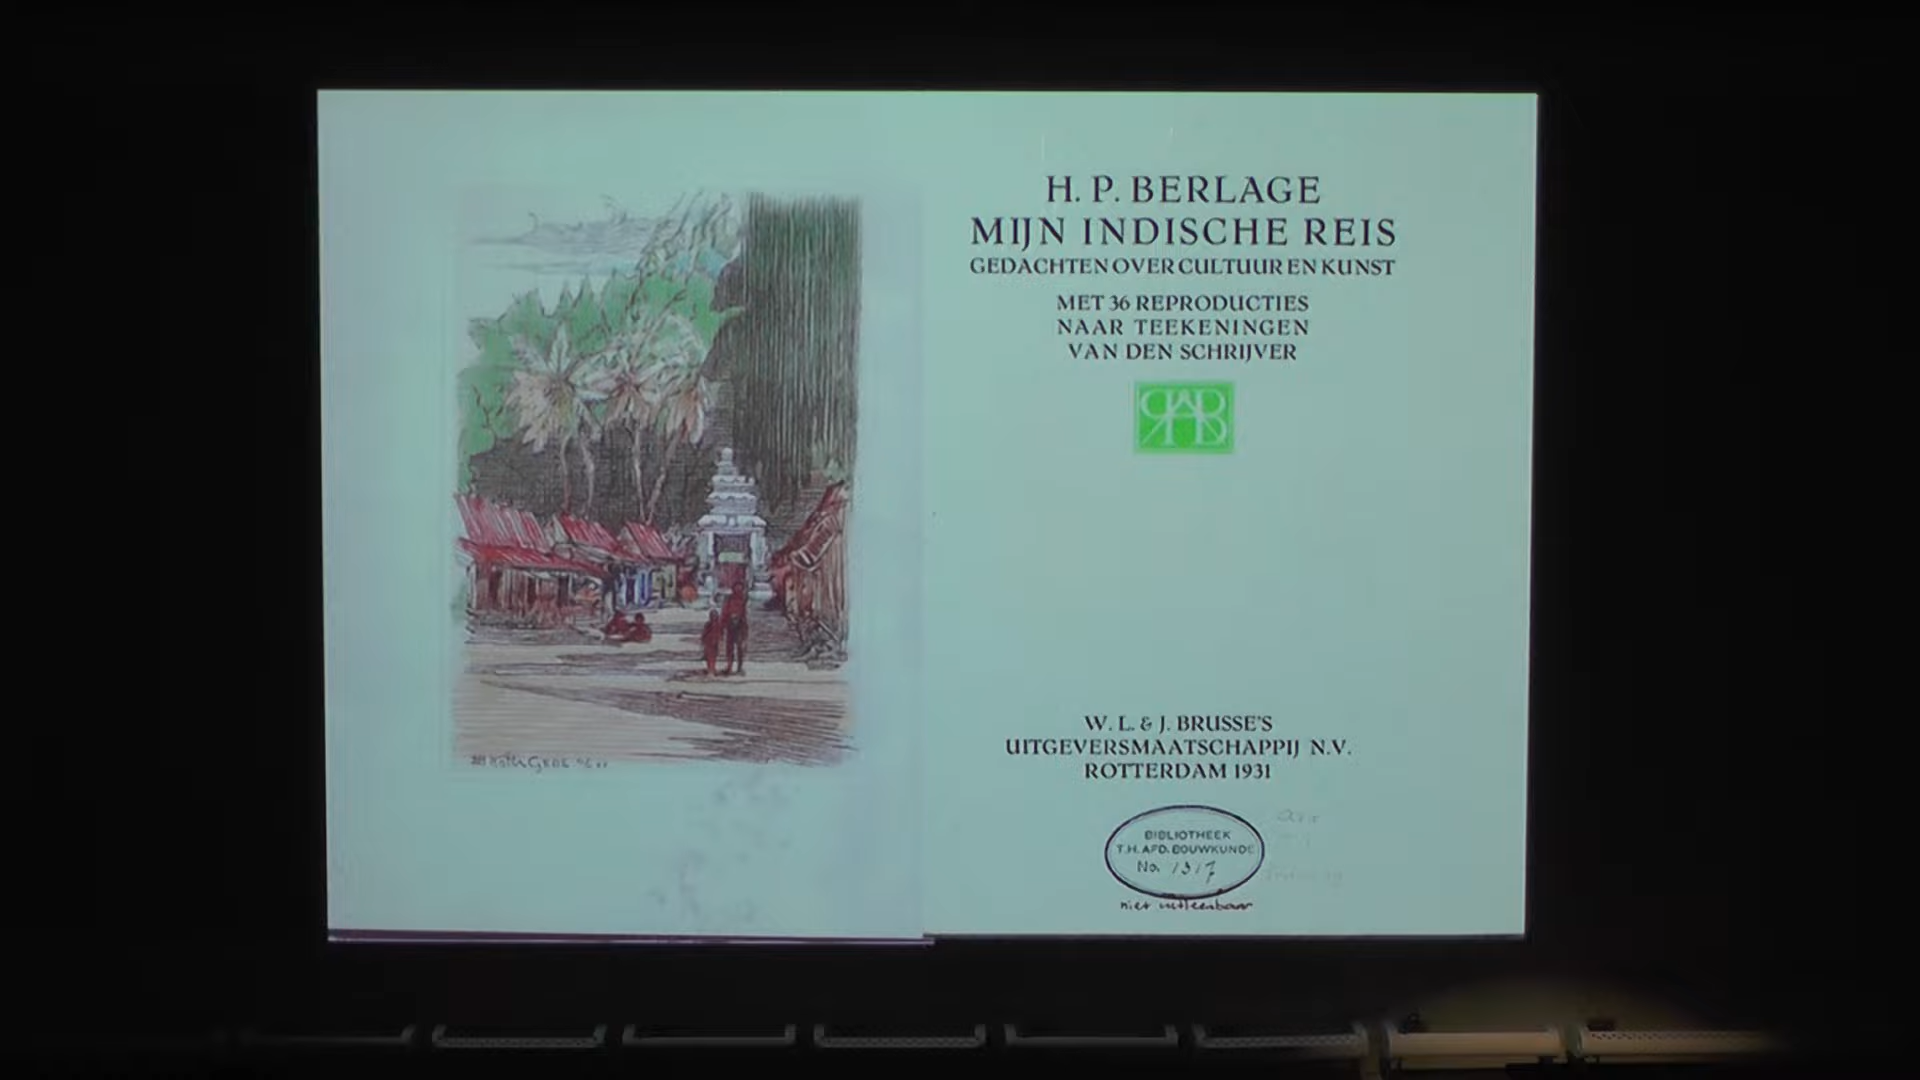 H. P. BERLAGE
MIJN INDISCHE REIS
GEDACHTEN OVER CULTUUR EN KUNST
MET 36 REPRODUCTIES
NAAR TEEKENINGEN
VAN DEN SCHRIJVER
W. L. & J. BRUSSE'S
UITGEVERSMAATSCHAPPIJ N.V.
ROTTERDAM 1931
BIBLIOTHEEK
T.H. AFD. BOUWKUNDE
No. 1317
niet uitleenbaar